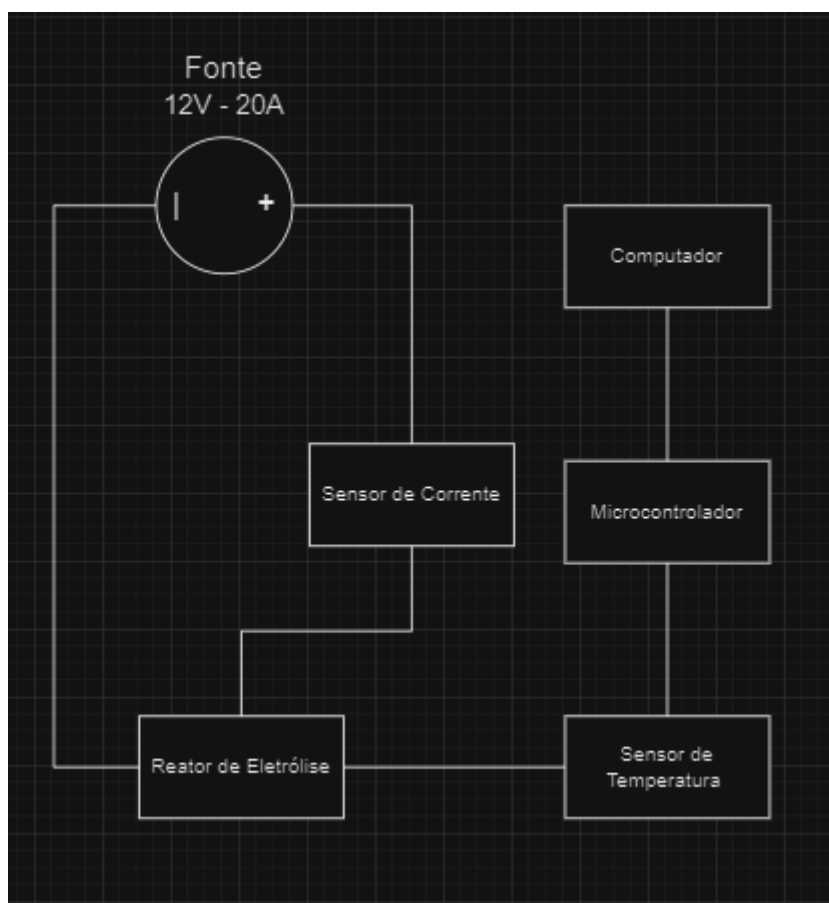 Fonte
12V - 20A
| +
Computador
Sensor de Corrente
Microcontrolador
Reator de Eletrólise
Sensor de
Temperatura